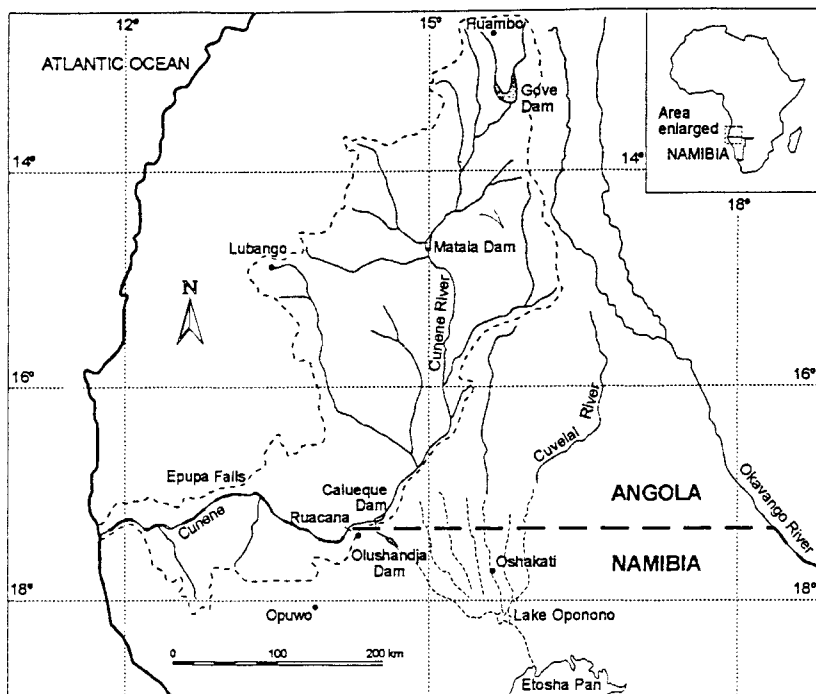 12°
15°
Huambo
ATLANTIC OCEAN
Gove
Dam
Area
enlarged
NAMIBIA
14°
14°
18°
Lubango
Matala Dam
N
Cunene River
16°
16°
Cuvelai River
Epupa Falls
Calueque
Dam
ANGOLA
Okavango River
Cunene
Ruacana
Olushandja
Dam
Oshakati
NAMIBIA
18°
18°
Opuwo
Lake Oponono
0 100 200 km
Etosha Pan